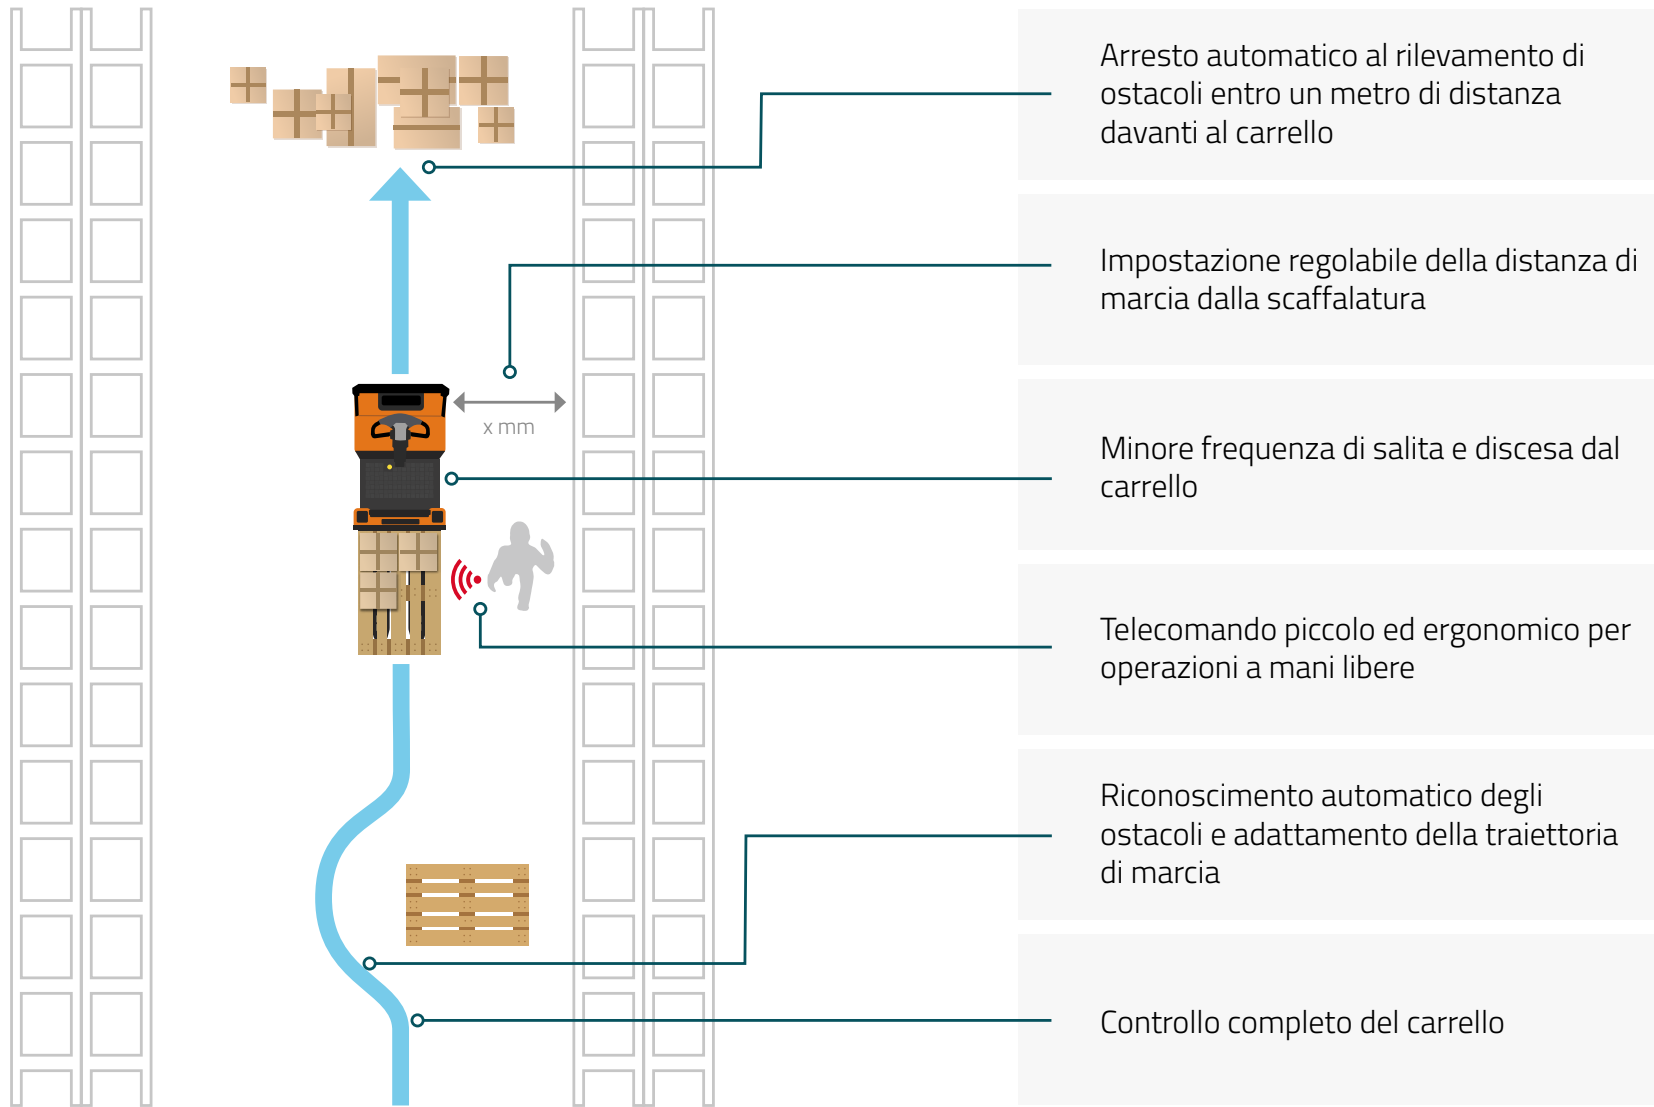 Arresto automatico al rilevamento di
ostacoli entro un metro di distanza
davanti al carrello
Impostazione regolabile della distanza di
marcia dalla scaffalatura
x mm
Minore frequenza di salita e discesa dal
carrello
Telecomando piccolo ed ergonomico per
operazioni a mani libere
Riconoscimento automatico degli
ostacoli e adattamento della traiettoria
di marcia
Controllo completo del carrello